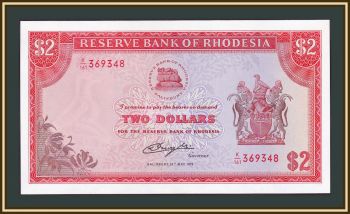 RESERVE BANK OF RHODESIA
$2
369348
$2
I promise to pay the bearer on demand
TWO DOLLARS
FOR THE RESERVE BANK OF RHODESIA
Governor
369348
$2